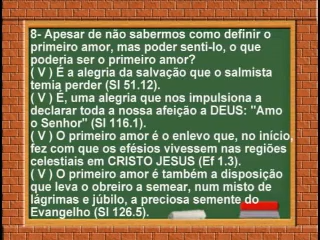 8- Apesar de não sabermos como definir o
primeiro amor, mas poder senti-lo, o que
poderia ser o primeiro amor?
( V ) É a alegria da salvação que o salmista
temia perder (Sl 51.12).
( V ) É, uma alegria que nos impulsiona a
declarar toda a nossa afeição a DEUS: "Amo
o Senhor" (Sl 116.1).
( V ) O primeiro amor é o enlevo que, no início,
fez com que os efésios vivessem nas regiões
celestiais em CRISTO JESUS (Ef 1.3).
( V ) O primeiro amor é também a disposição
que leva o obreiro a semear, num misto de
lágrimas e júbilo, a preciosa semente do
Evangelho (Sl 126.5).